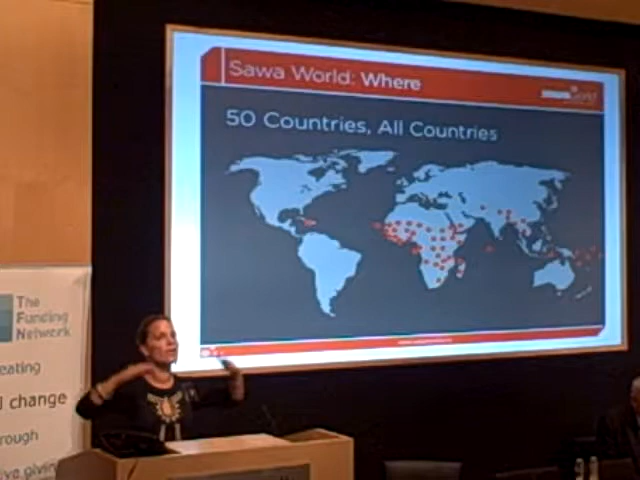 Sawa World: Where
50 Countries, All Countries
The
Funding
Network
eating
l change
rough
ive giving